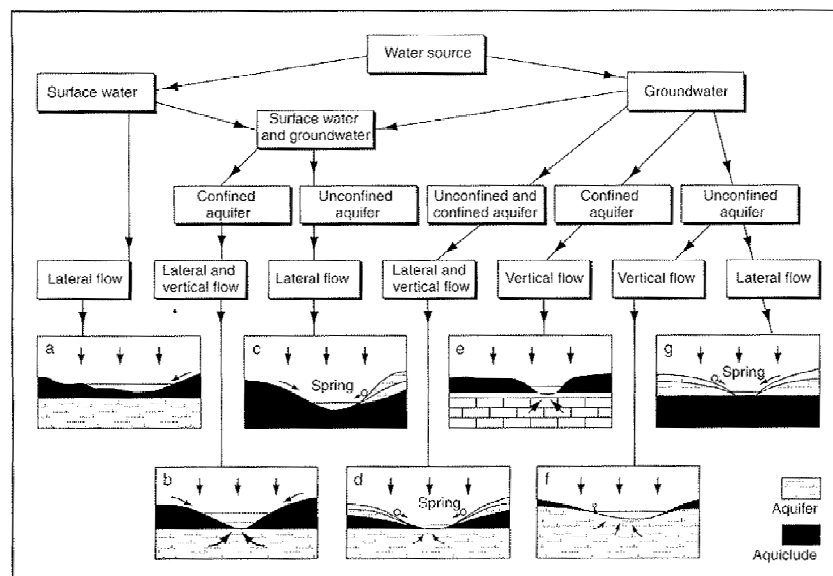 Water source
Surface water
Groundwater
Surface water
and groundwater
Confined
aquifer
Unconfined
aquifer
Unconfined and
confined aquifer
Confined
aquifer
Unconfined
aquifer
Lateral flow
Lateral and
vertical flow
Lateral flow
Lateral and
vertical flow
Vertical flow
Vertical flow
Lateral flow
a
c
Spring
e
g
Spring
b
d
Spring
f
Aquifer
Aquiclude